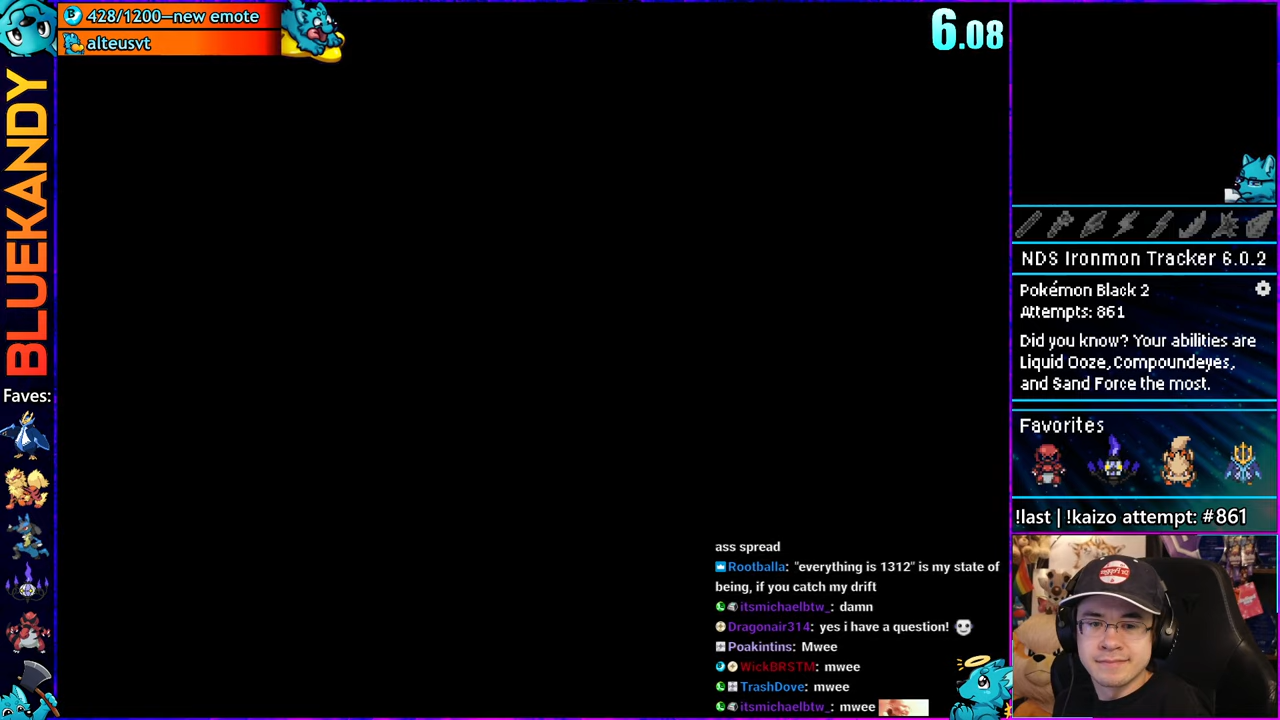 428/1200—new emote
alteusvt
6.08
BLUEKANDY
Faves:
NDS Ironmon Tracker 6.0.2
Pokémon Black 2
Attempts: 861
Did you know? Your abilities are
Liquid Ooze, Compoundeyes,
and Sand Force the most.
Favorites
!last | !kaizo attempt: #861
ass spread
Rootballa: "everything is 1312" is my state of
being, if you catch my drift
itsmichaelbtw_: damn
Dragonair314: yes i have a question!
Poakintins: Mwee
WickBRSTM: mwee
TrashDove: mwee
itsmichaelbtw_: mwee